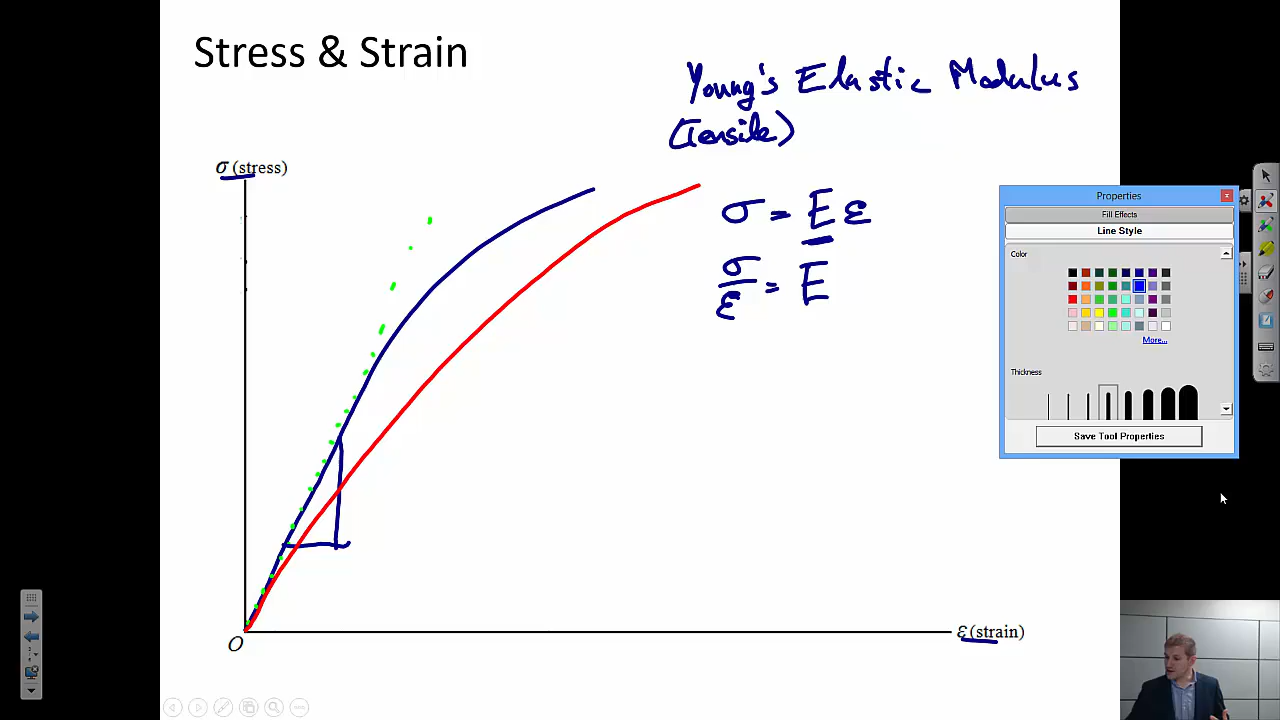 Stress & Strain
Young's Elastic Modulus
(Tensile)
σ (stress)
σ = E ε
σ/ε = E
O
ε (strain)
Properties
Fill Effects
Line Style
Color
More...
Thickness
Save Tool Properties